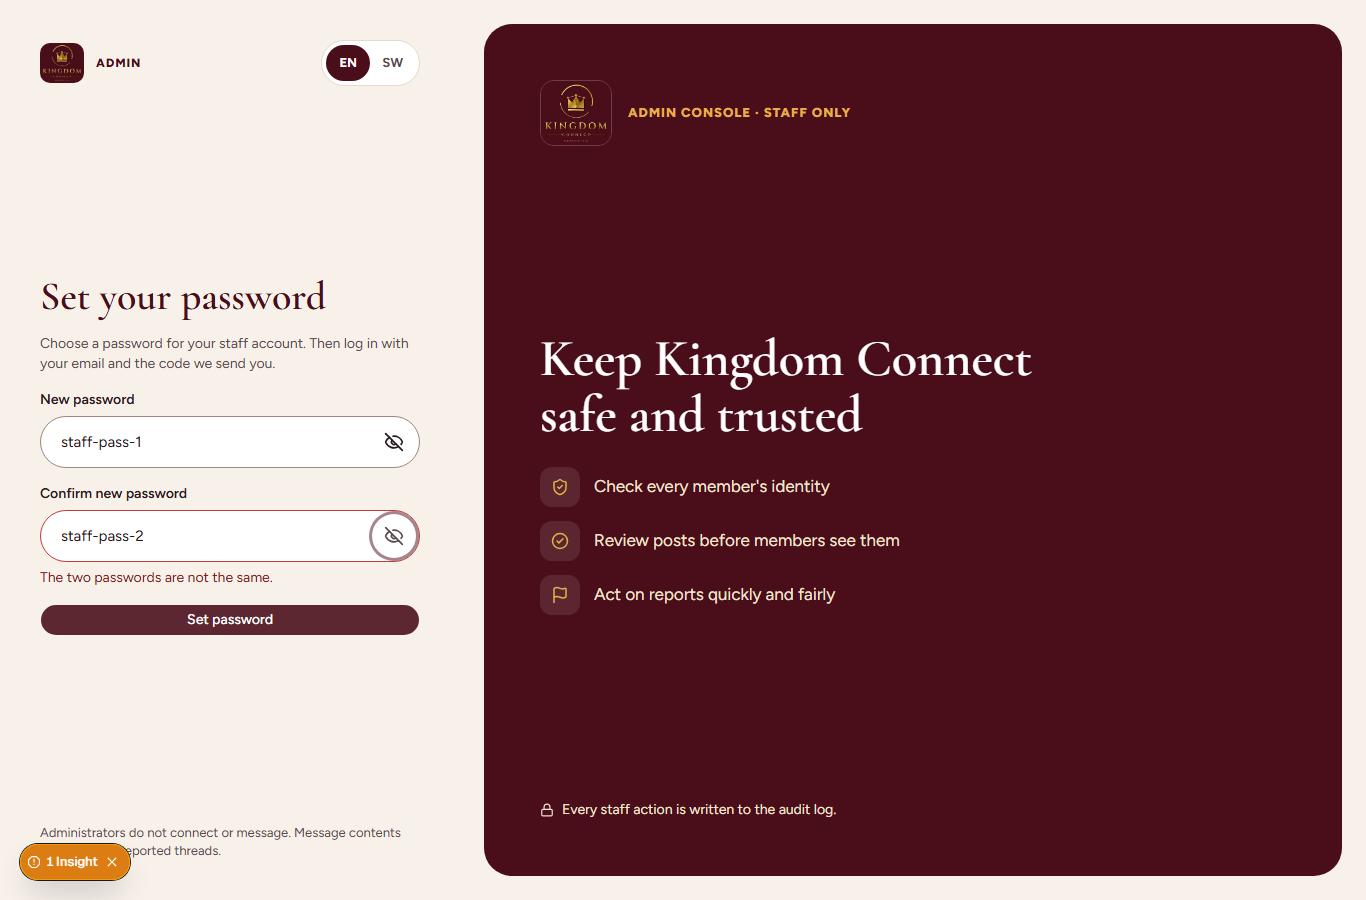 KINGDOM
ADMIN
EN
SW
Set your password
Choose a password for your staff account. Then log in with
your email and the code we send you.
New password
staff-pass-1
Confirm new password
staff-pass-2
The two passwords are not the same.
Set password
Administrators do not connect or message. Message contents
eported threads.
1 Insight
KINGDOM
CONNECT
ADMIN CONSOLE · STAFF ONLY
Keep Kingdom Connect
safe and trusted
Check every member's identity
Review posts before members see them
Act on reports quickly and fairly
Every staff action is written to the audit log.